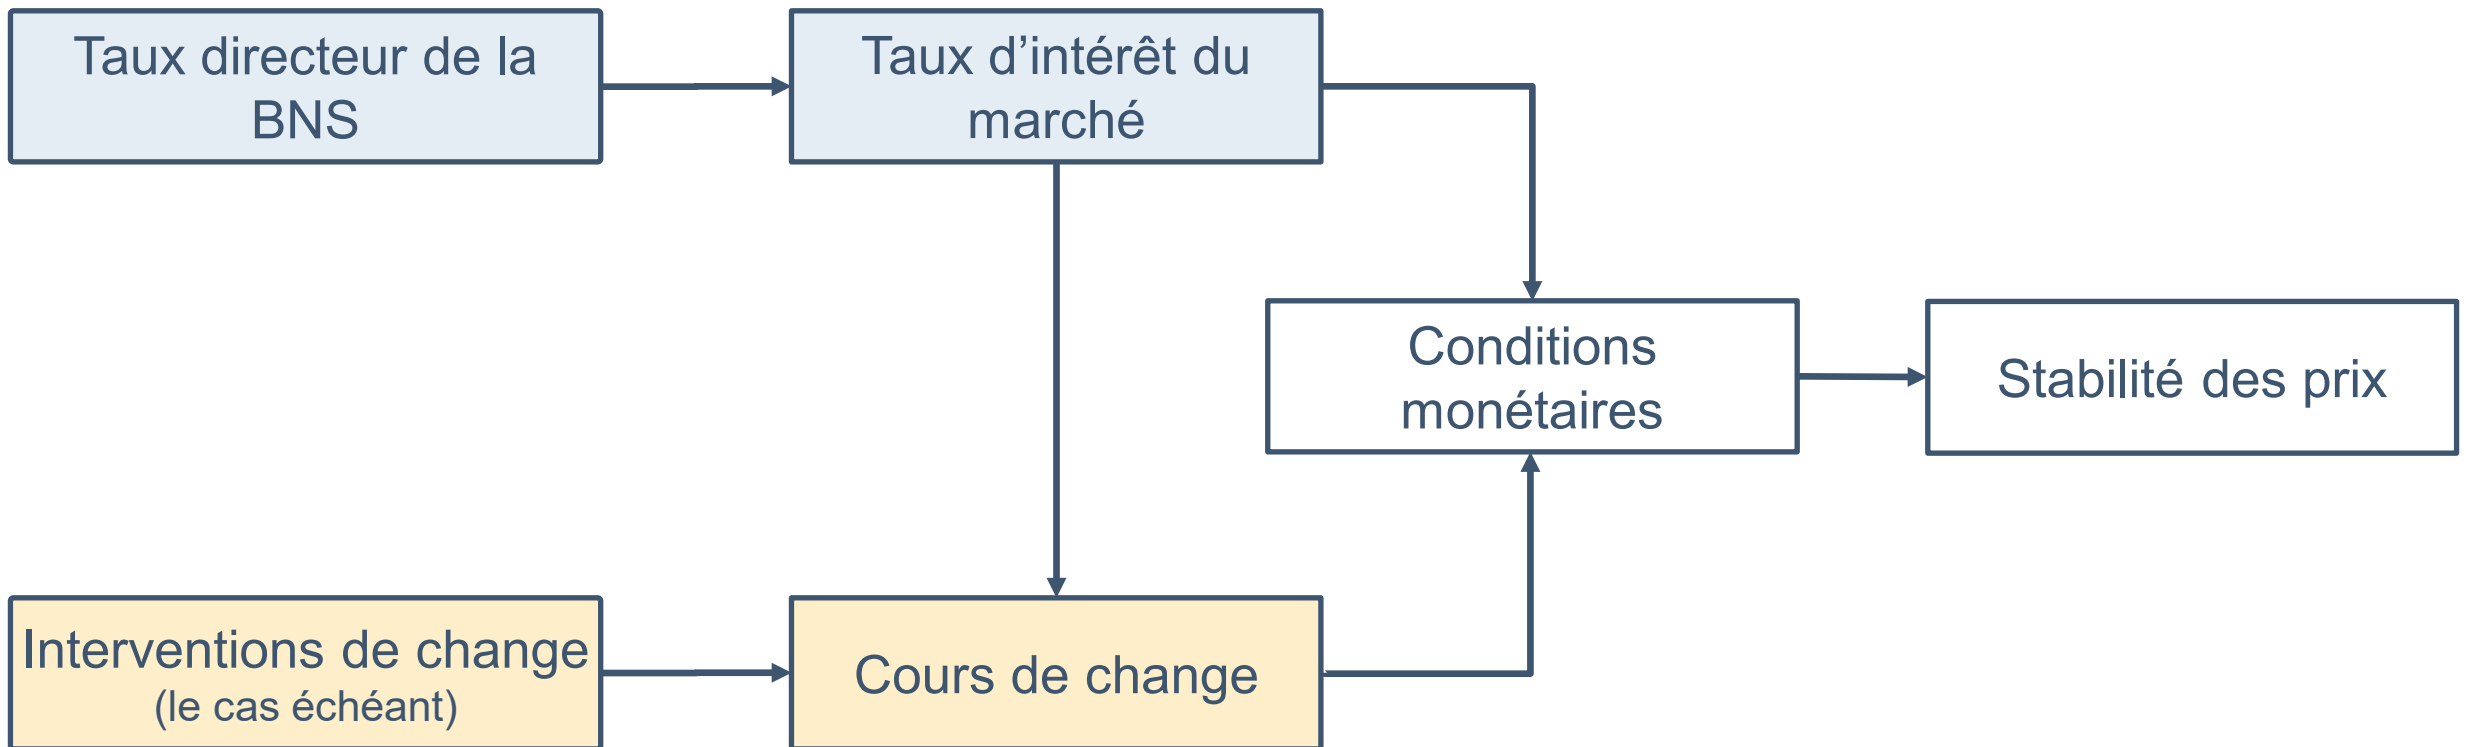 Taux directeur de la
BNS
Taux d’intérêt du
marché
Conditions
monétaires
Stabilité des prix
Interventions de change
(le cas échéant)
Cours de change